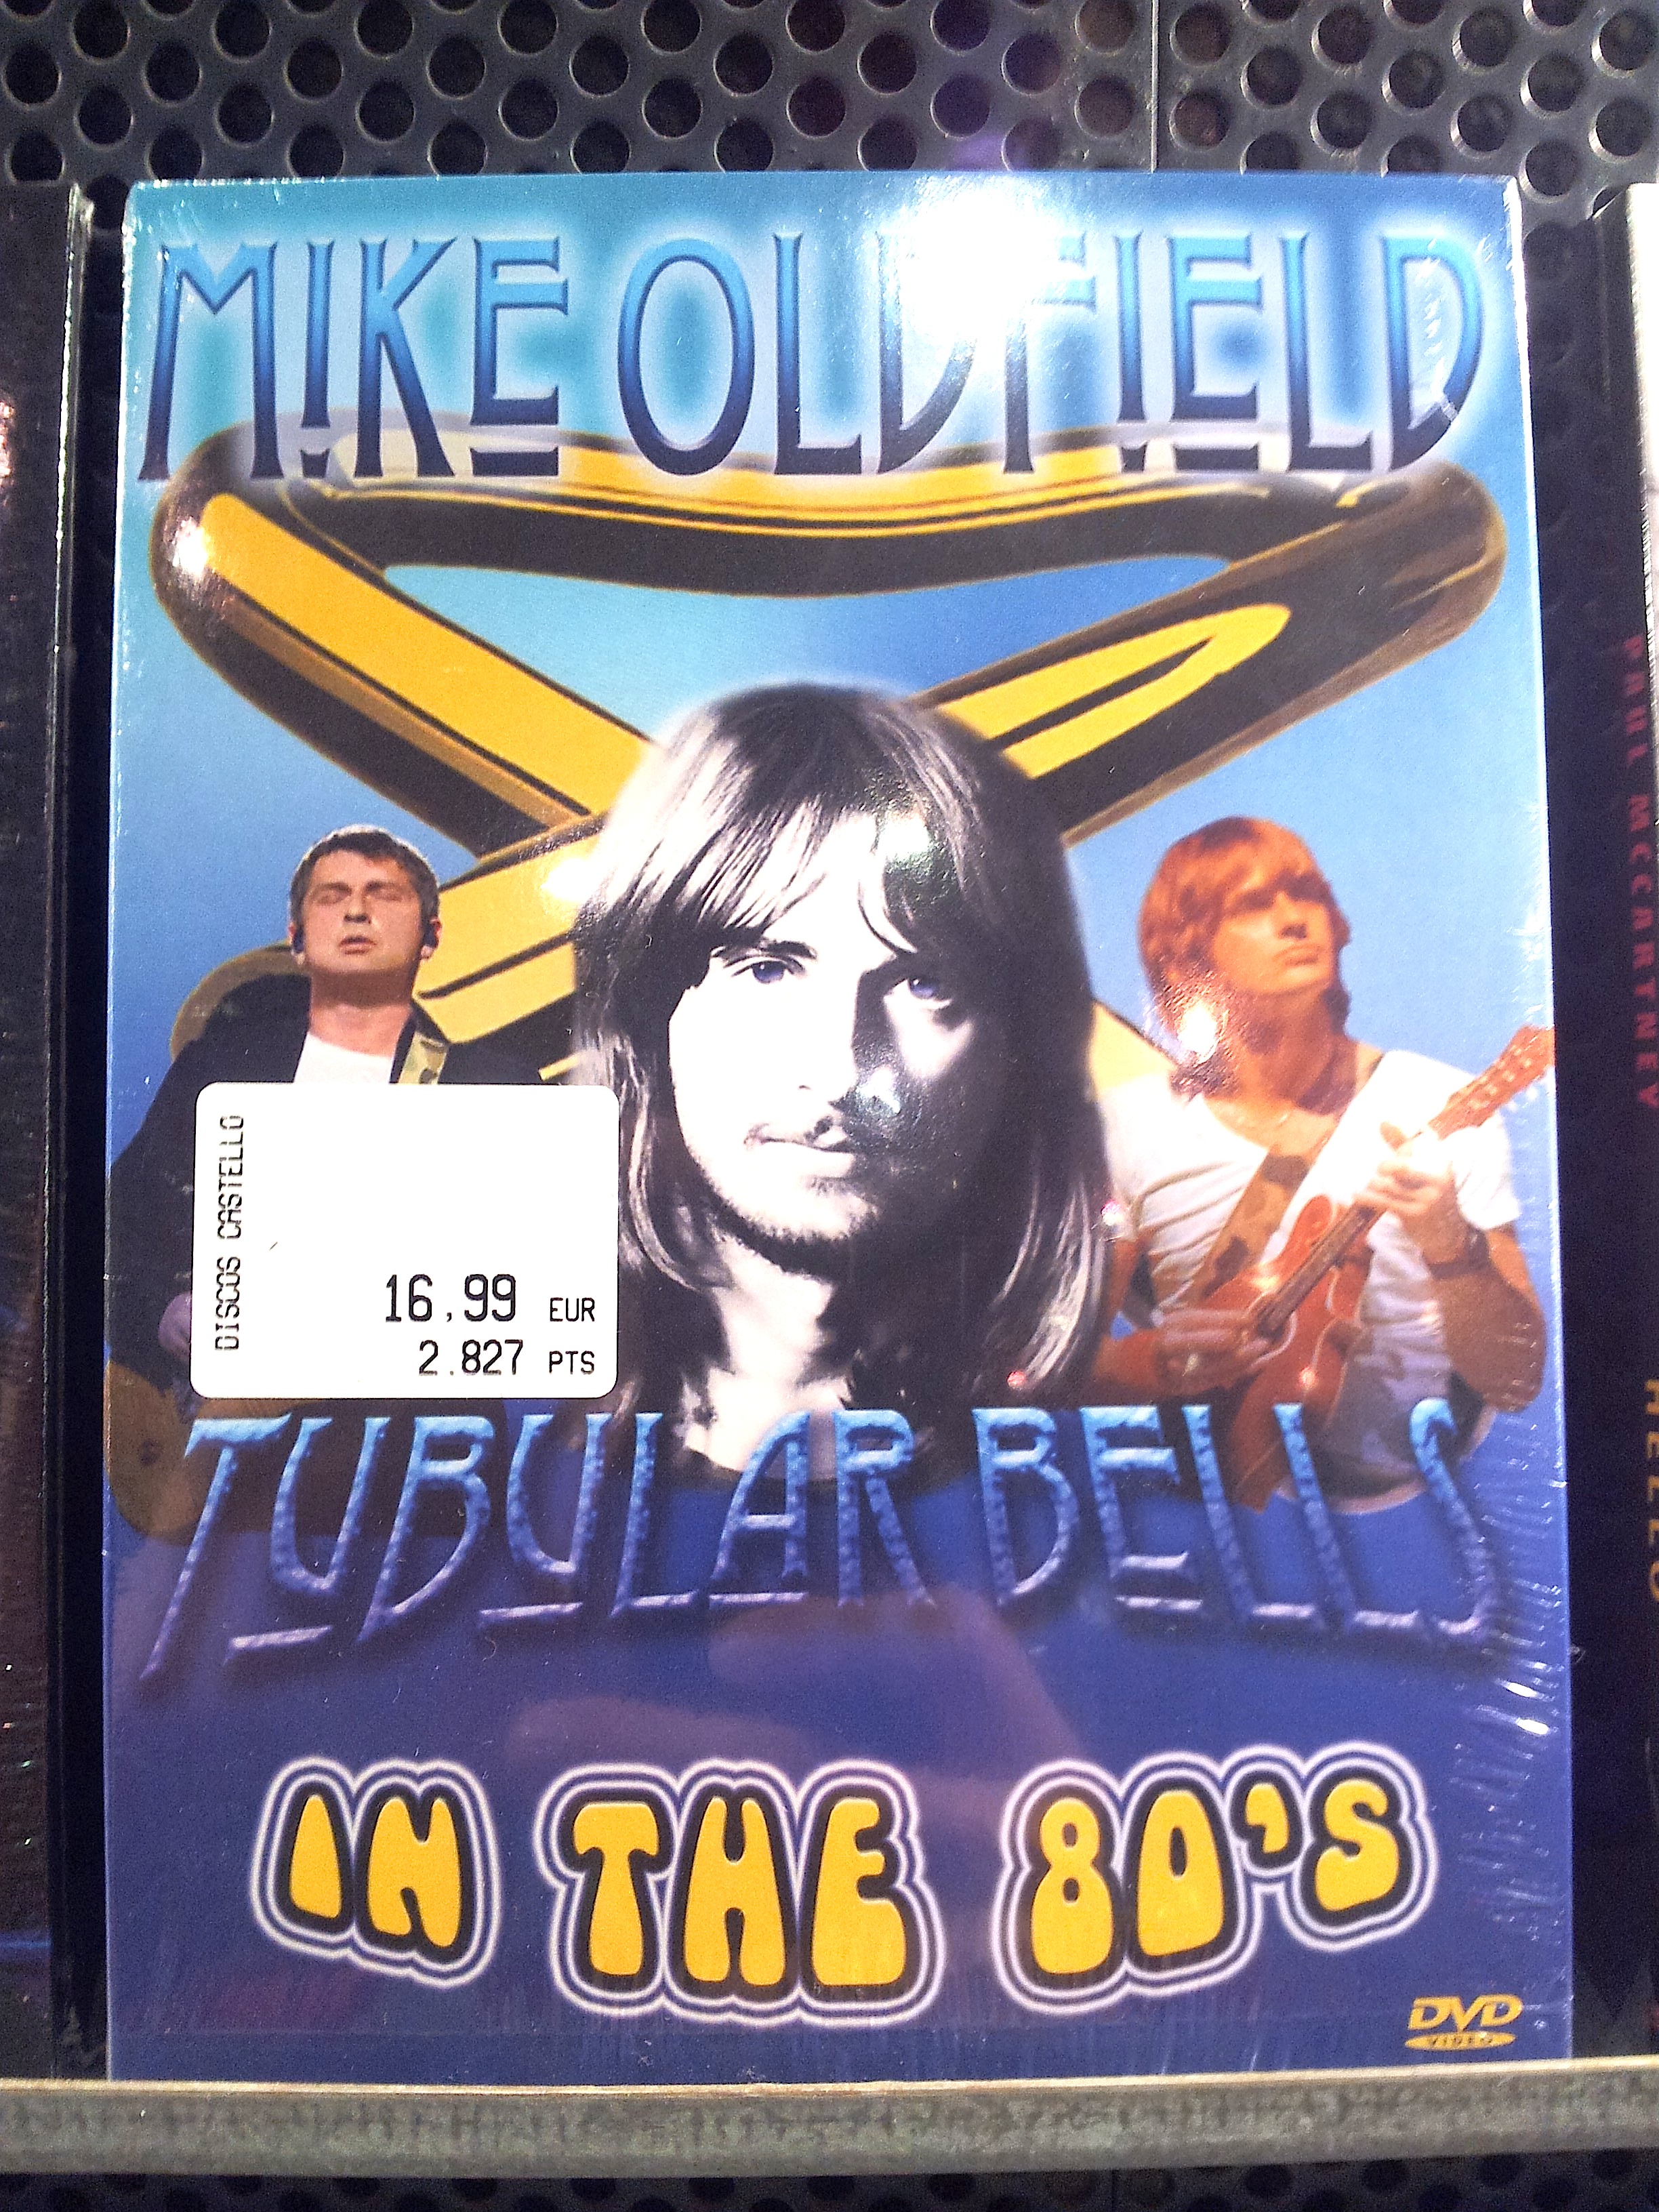 MIKE OLDFIELD
DISCOS CASTELLO
16,99 EUR
2.827 PTS
TUBULAR BELLS
IN THE 80'S
DVD
VIDEO
PAUL MCCARTNEY